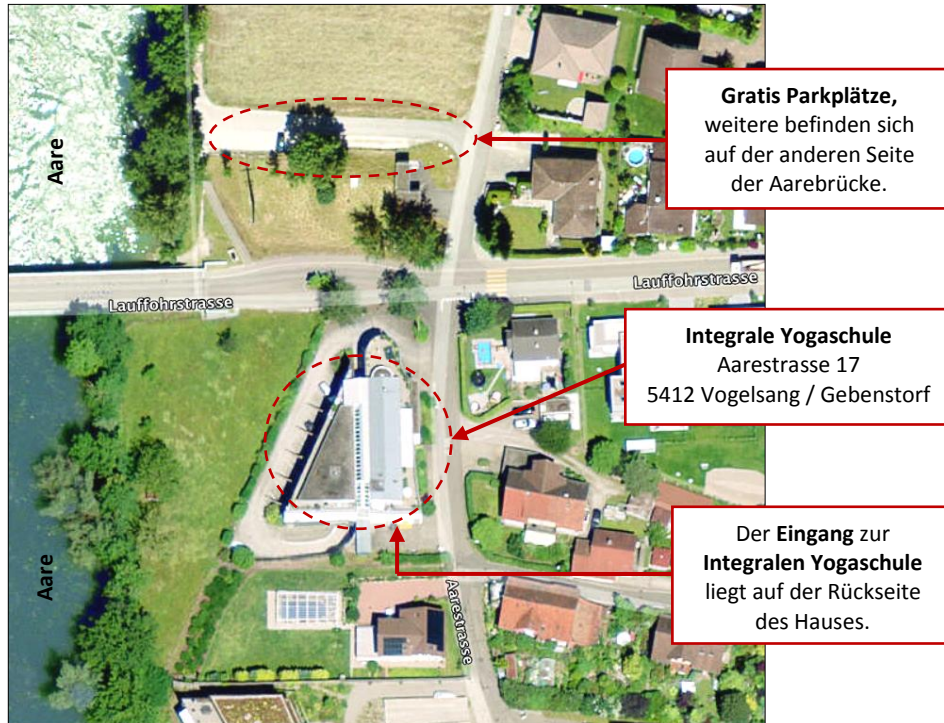 Gratis Parkplätze,
weitere befinden sich
auf der anderen Seite
der Aarebrücke.
Aare
Lauffohrstrasse
Lauffohrstrasse
Integrale Yogaschule
Aarestrasse 17
5412 Vogelsang / Gebenstorf
Der Eingang zur
Integralen Yogaschule
liegt auf der Rückseite
des Hauses.
Aare
Aarestrasse